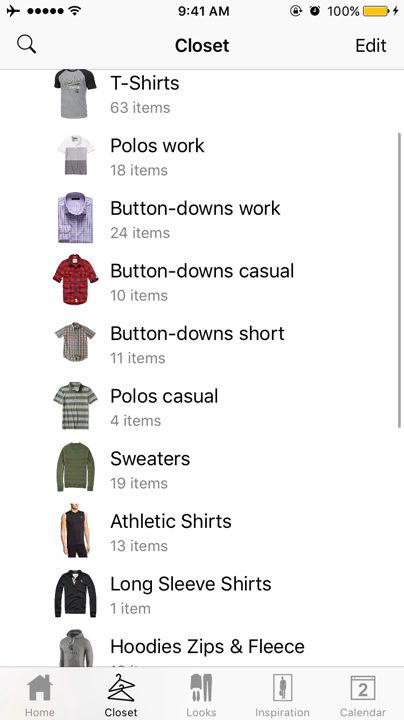 9:41 AM
100%
Closet
Edit
T-Shirts
63 items
Polos work
18 items
Button-downs work
24 items
Button-downs casual
10 items
Button-downs short
11 items
Polos casual
4 items
Sweaters
19 items
Athletic Shirts
13 items
Long Sleeve Shirts
1 item
Hoodies Zips & Fleece
Home
Closet
Looks
Inspiration
2
Calendar